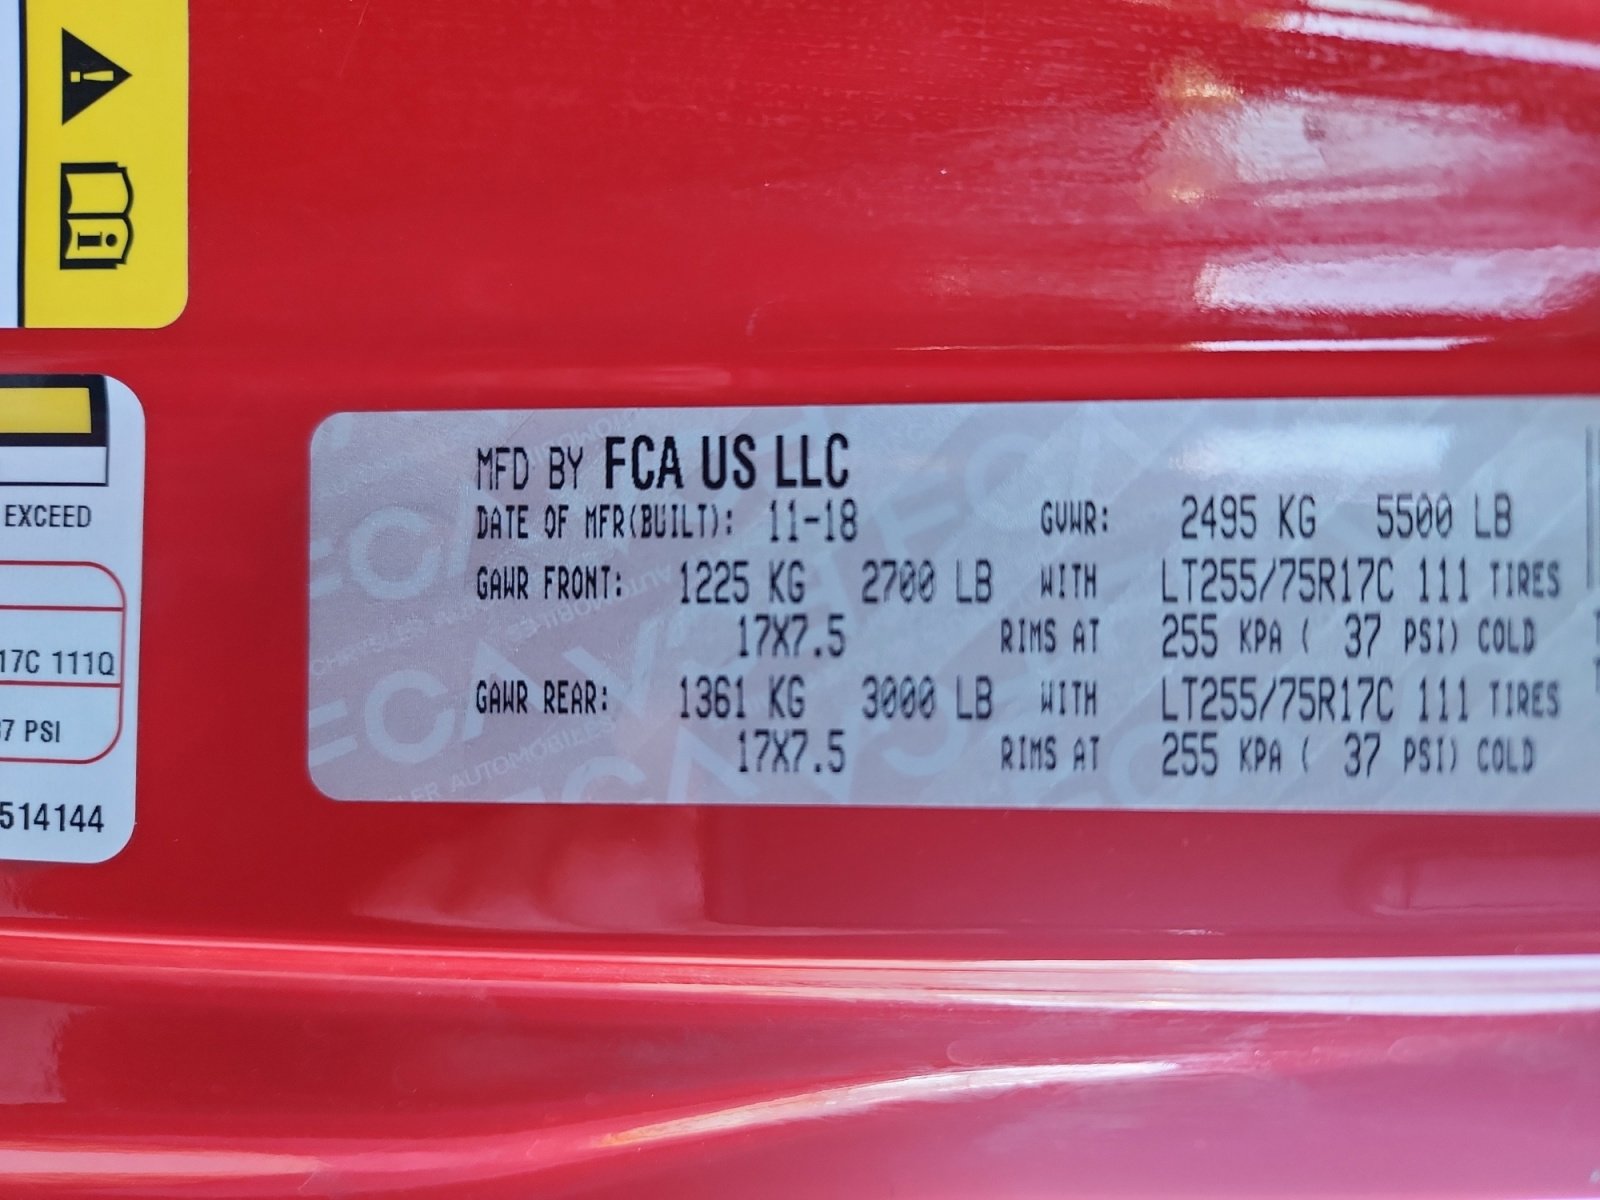 EXCEED
17C 111Q
37 PSI
514144
MFD BY FCA US LLC
DATE OF MFR(BUILT): 11-18 GVWR: 2495 KG 5500 LB
GAWR FRONT: 1225 KG 2700 LB WITH LT255/75R17C 111 TIRES
17X7.5 RIMS AT 255 KPA ( 37 PSI) COLD
GAWR REAR: 1361 KG 3000 LB WITH LT255/75R17C 111 TIRES
17X7.5 RIMS AT 255 KPA ( 37 PSI) COLD